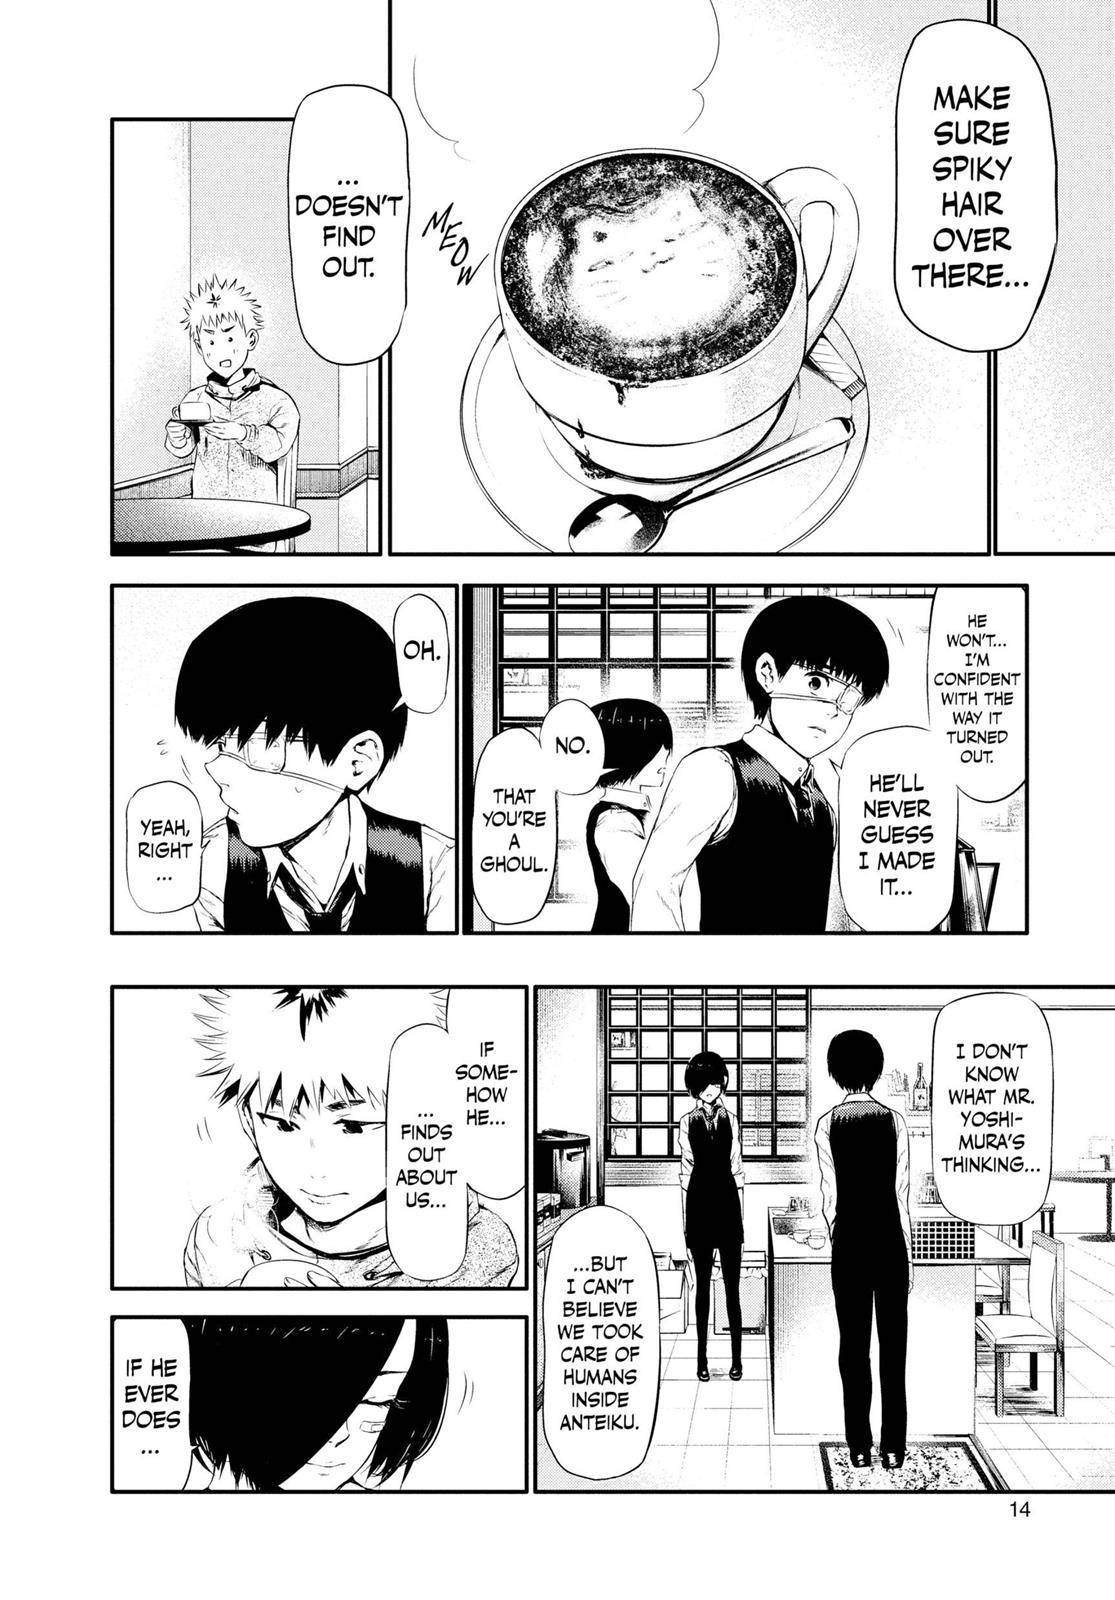 MAKE
SURE
SPIKY
HAIR
OVER
THERE...
MEOW
...
DOESN'T
FIND
OUT.
HE
WON'T...
I'M
CONFIDENT
WITH THE
WAY IT
TURNED
OUT.
HE'LL
NEVER
GUESS
I MADE
IT...
NO.
THAT
YOU'RE
A
GHOUL.
OH.
YEAH,
RIGHT
...
I DON'T
KNOW
WHAT MR.
YOSHI-
MURA'S
THINKING...
...BUT
I CAN'T
BELIEVE
WE TOOK
CARE OF
HUMANS
INSIDE
ANTEIKU.
IF
SOME-
HOW
HE...
...
FINDS
OUT
ABOUT
US...
IF HE
EVER
DOES
...
14